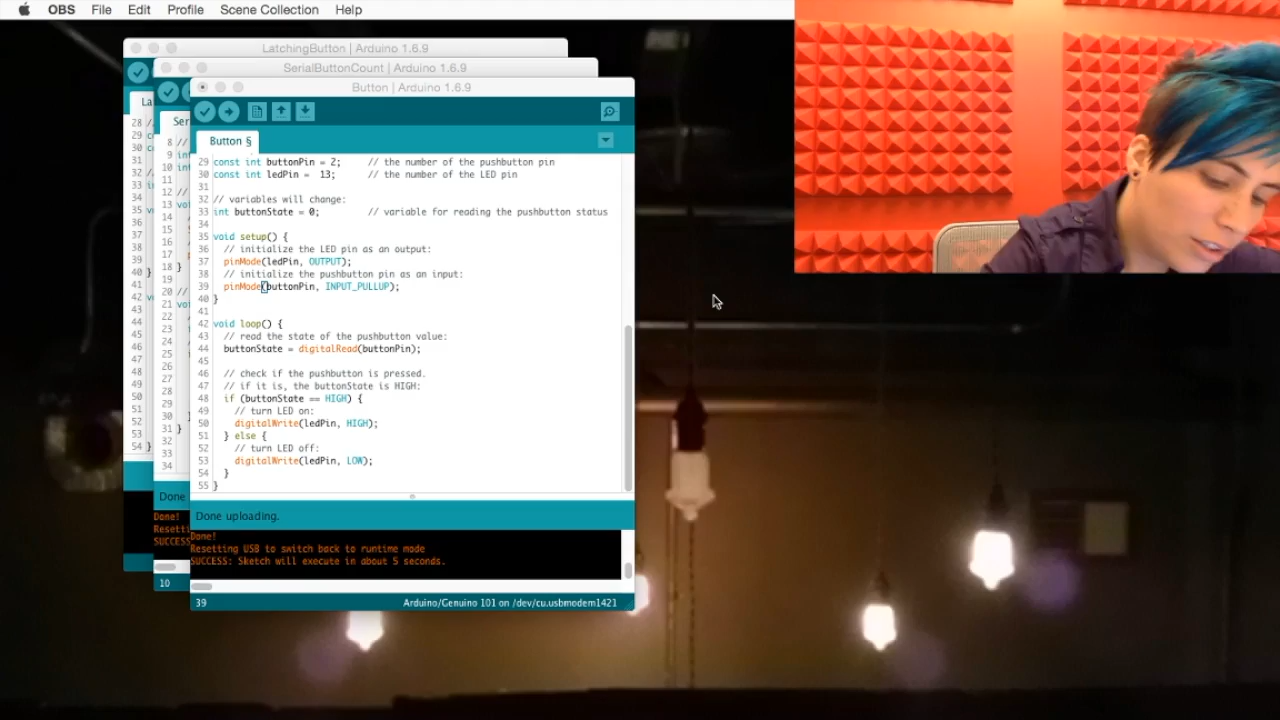 OBS File Edit Profile Scene Collection Help
LatchingButton | Arduino 1.6.9
SerialButtonCount | Arduino 1.6.9
Button | Arduino 1.6.9
La
Ser
Button §
29 const int buttonPin = 2; // the number of the pushbutton pin
30 const int ledPin = 13; // the number of the LED pin
31
32 // variables will change:
33 int buttonState = 0; // variable for reading the pushbutton status
34
35 void setup() {
36 // initialize the LED pin as an output:
37 pinMode(ledPin, OUTPUT);
38 // initialize the pushbutton pin as an input:
39 pinMode(buttonPin, INPUT_PULLUP);
40 }
41
42 void loop() {
43 // read the state of the pushbutton value:
44 buttonState = digitalRead(buttonPin);
45
46 // check if the pushbutton is pressed.
47 // if it is, the buttonState is HIGH:
48 if (buttonState == HIGH) {
49 // turn LED on:
50 digitalWrite(ledPin, HIGH);
51 } else {
52 // turn LED off:
53 digitalWrite(ledPin, LOW);
54 }
55 }
Done uploading.
Done!
Resetting USB to switch back to runtime mode
SUCCESS: Sketch will execute in about 5 seconds.
39 Arduino/Genuino 101 on /dev/cu.usbmodem1421
Done
Done!
Resetti
SUCCESS
10